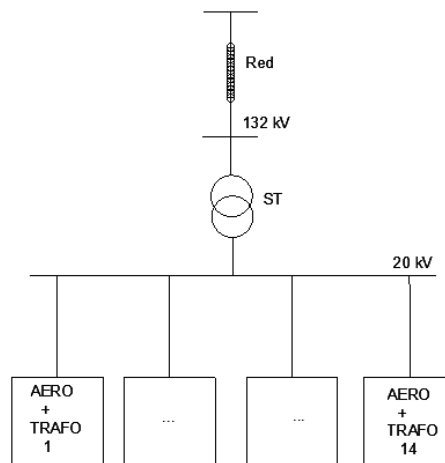 Red
132 kV
ST
20 kV
AERO
+
TRAFO
1
...
...
AERO
+
TRAFO
14